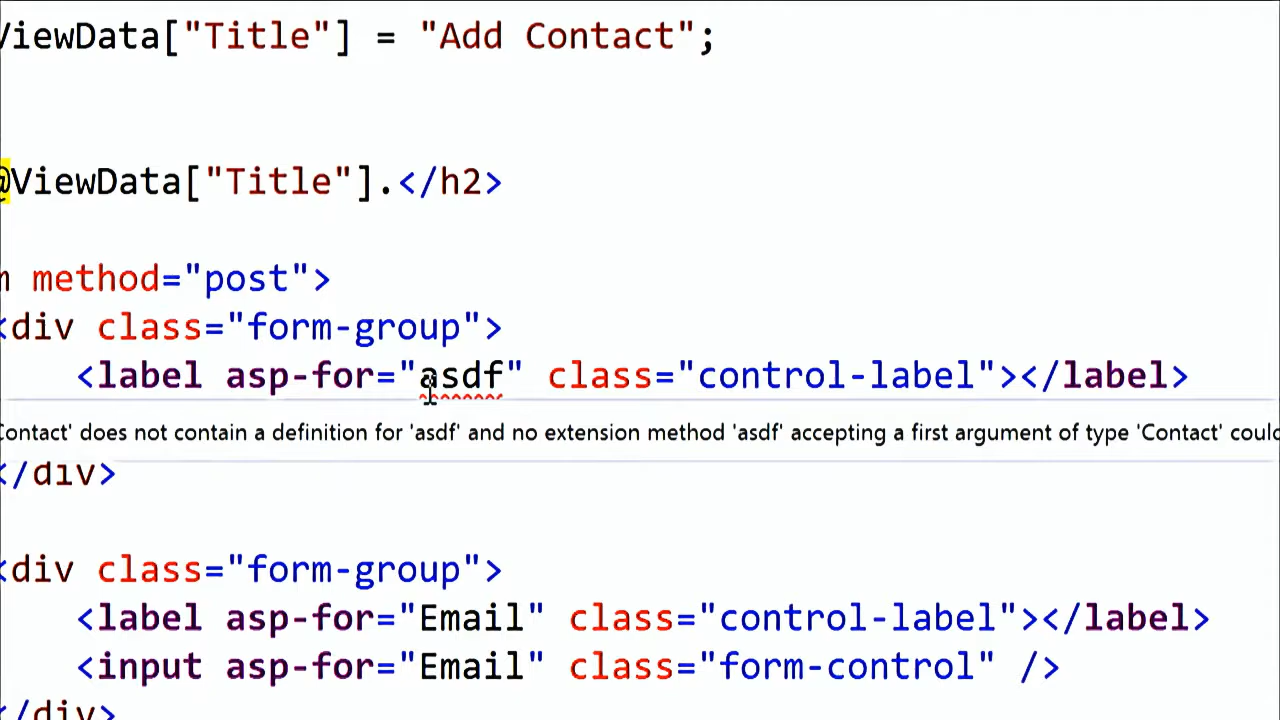 ViewData["Title"] = "Add Contact";
@ViewData["Title"].</h2>
m method="post">
<div class="form-group">
<label asp-for="asdf" class="control-label"></label>
Contact' does not contain a definition for 'asdf' and no extension method 'asdf' accepting a first argument of type 'Contact' could
</div>
<div class="form-group">
<label asp-for="Email" class="control-label"></label>
<input asp-for="Email" class="form-control" />
</div>